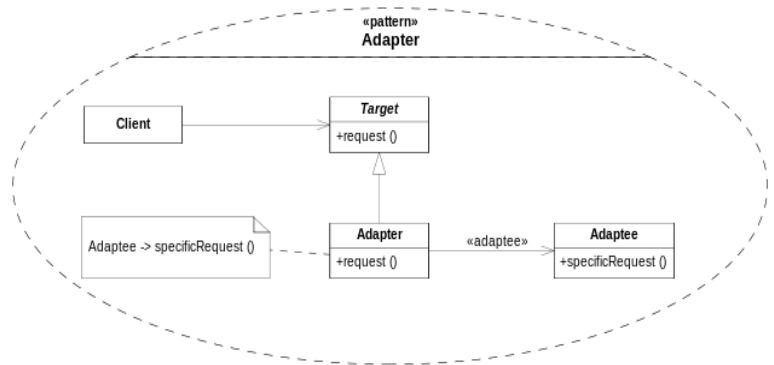 «pattern»
Adapter
Client
Target
+request ()
Adaptee -> specificRequest ()
Adapter
+request ()
«adaptee»
Adaptee
+specificRequest ()